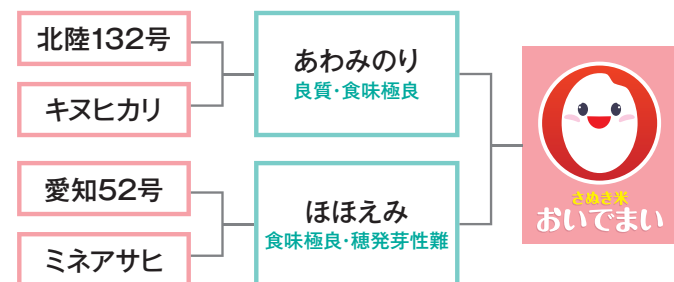 北陸132号
キヌヒカリ
あわみのり
良質・食味極良
愛知52号
ミネアサヒ
ほほえみ
食味極良・穂発芽性難
さぬき米
おいでまい